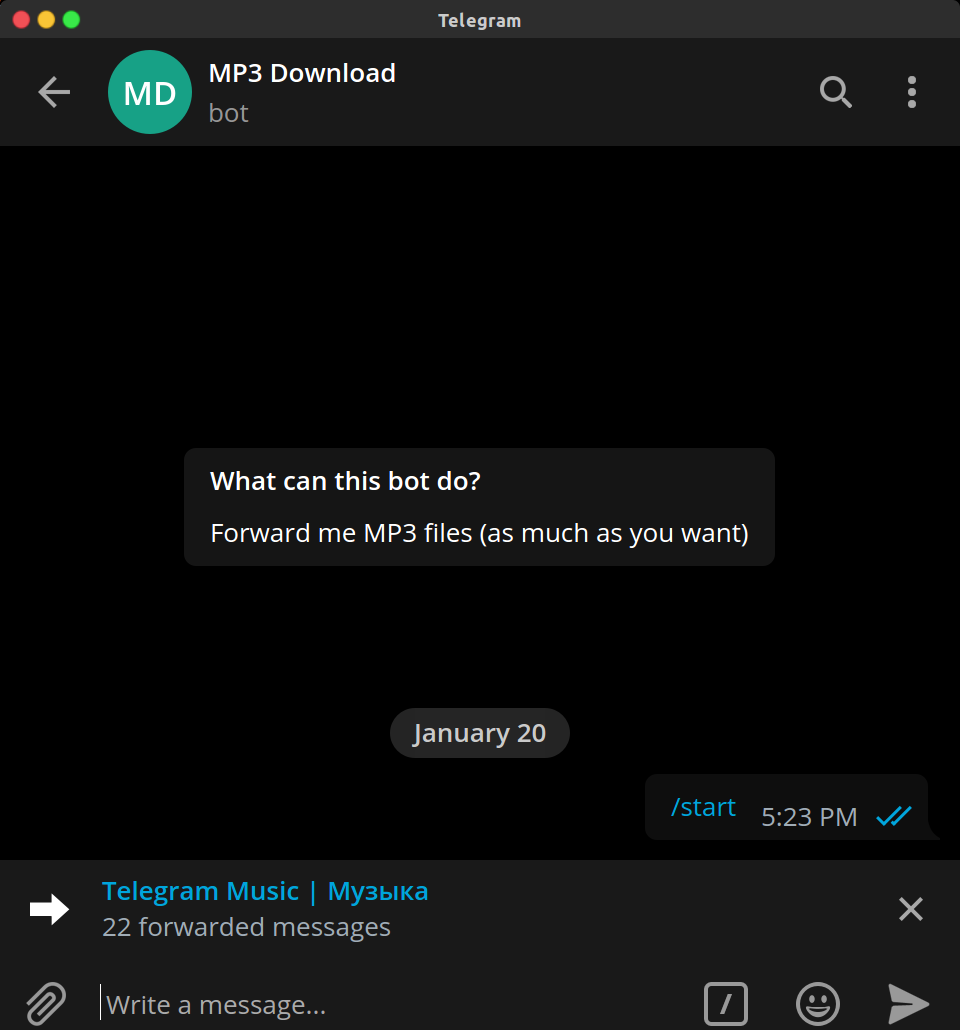 Telegram
MD
MP3 Download
bot
What can this bot do?
Forward me MP3 files (as much as you want)
January 20
/start 5:23 PM
Telegram Music | Музыка
22 forwarded messages
Write a message...
/